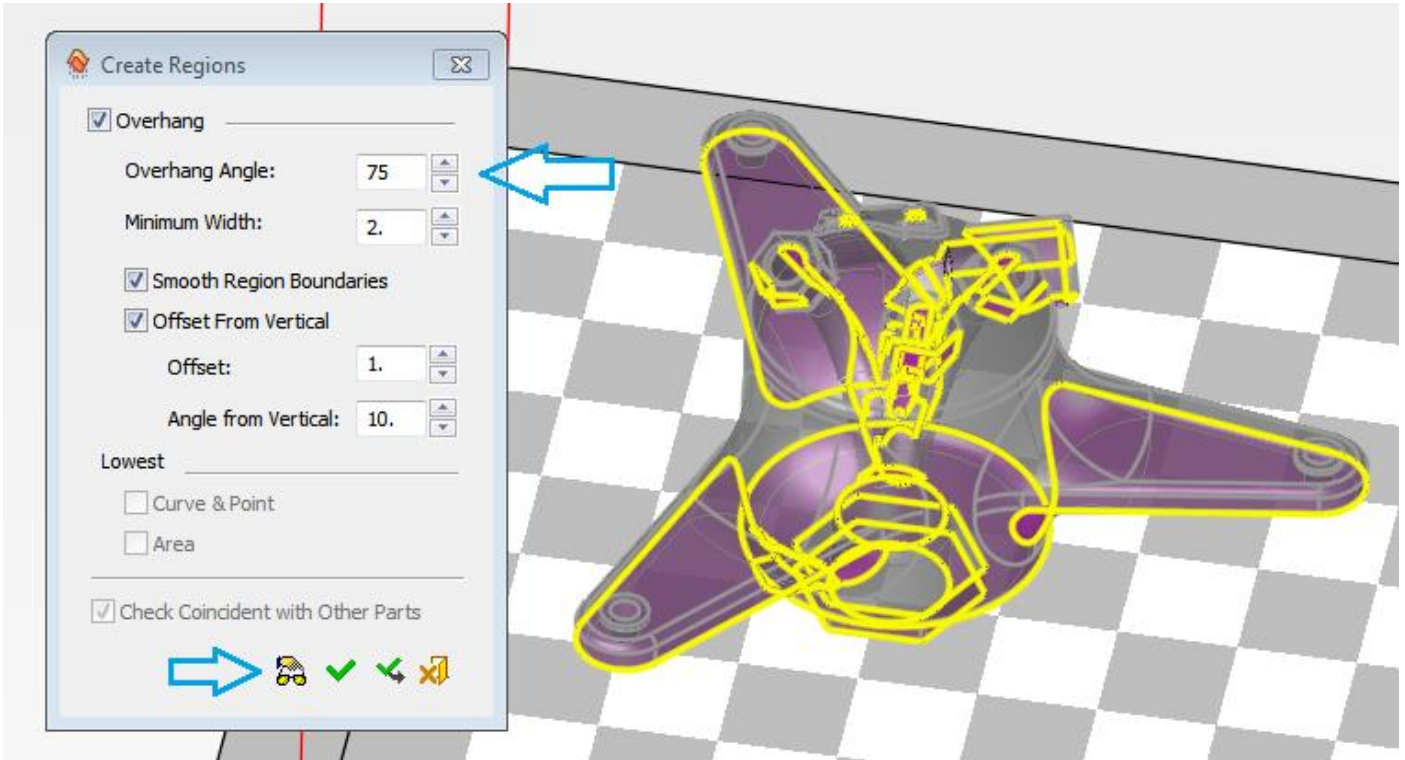 Create Regions
Overhang
Overhang Angle: 75
Minimum Width: 2.
Smooth Region Boundaries
Offset From Vertical
Offset: 1.
Angle from Vertical: 10.
Lowest
Curve & Point
Area
Check Coincident with Other Parts